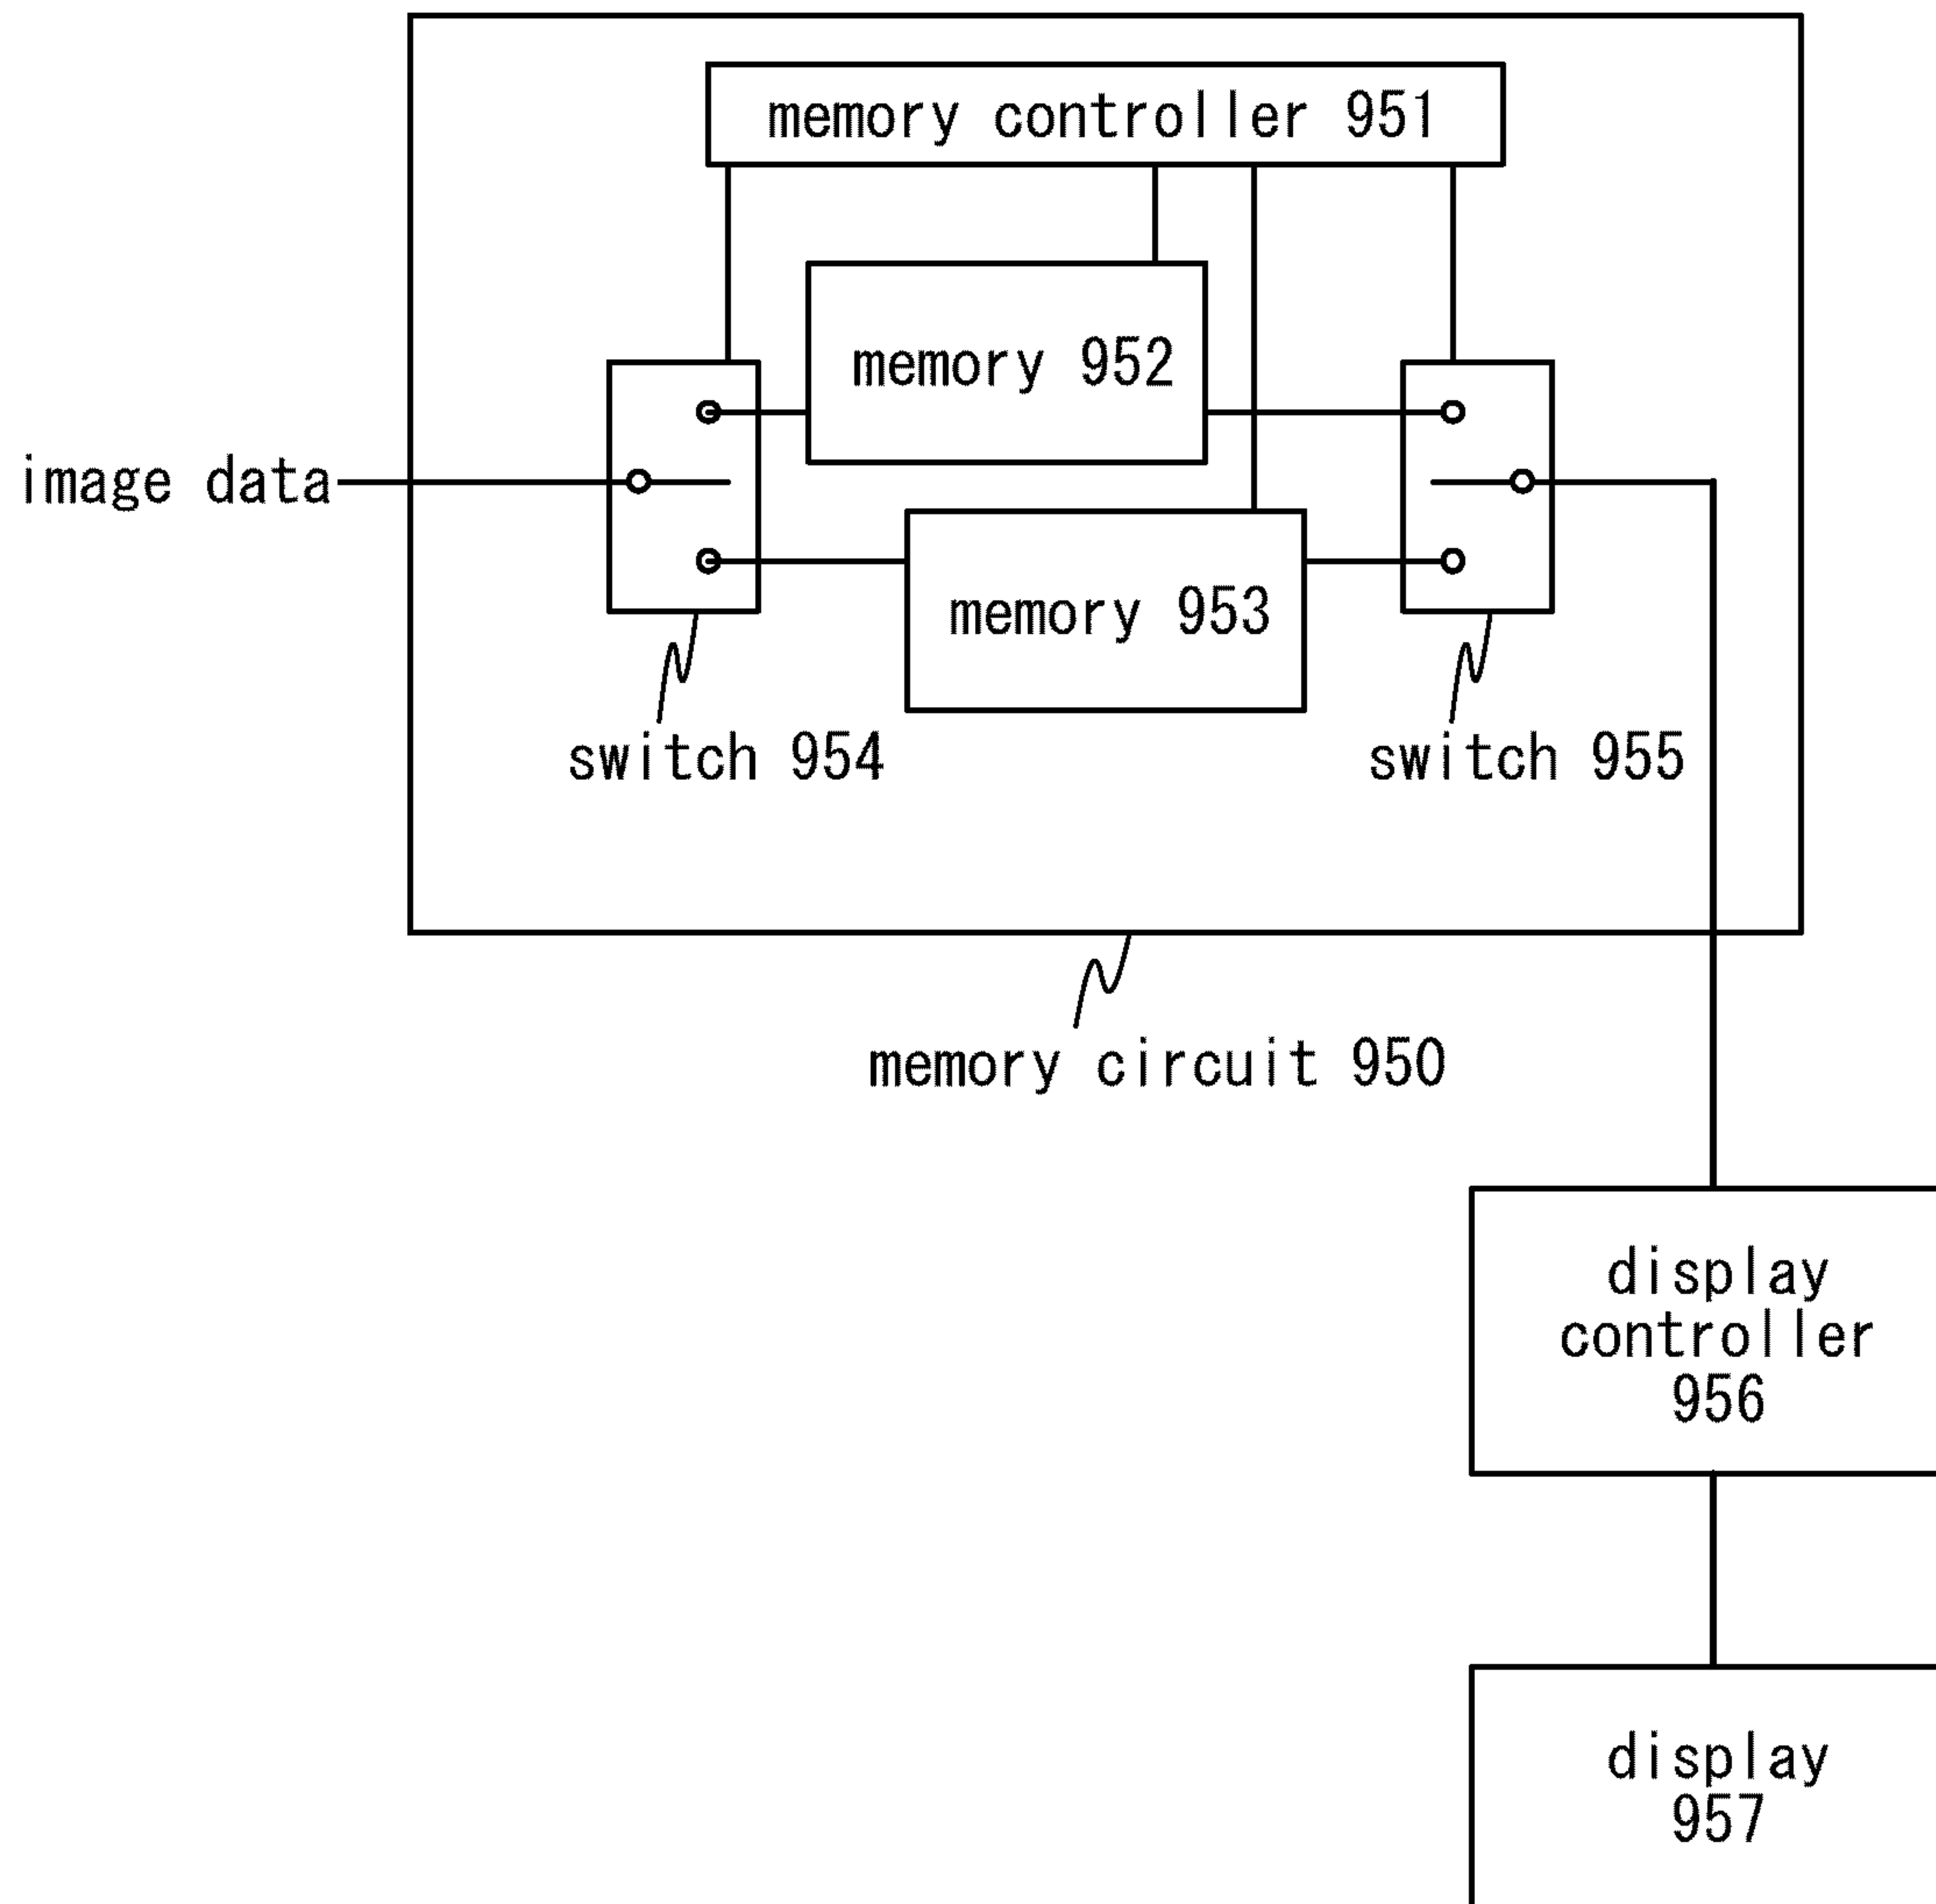 memory controller 951
memory 952
image data
memory 953
switch 954
switch 955
memory circuit 950
display
controller
956
display
957